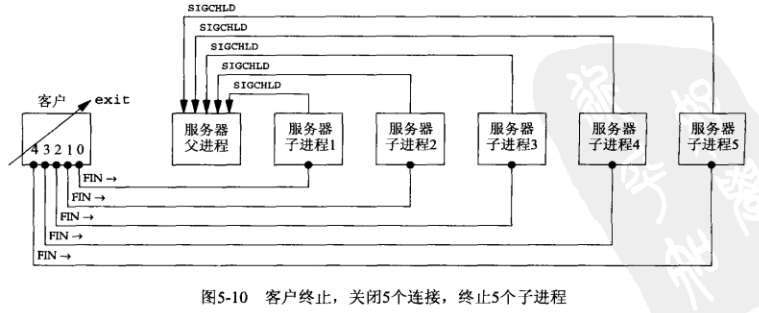 SIGCHLD
SIGCHLD
SIGCHLD
SIGCHLD
SIGCHLD
客户
exit
4 3 2 1 0
服务器
父进程
服务器
子进程1
服务器
子进程2
服务器
子进程3
服务器
子进程4
服务器
子进程5
FIN →
FIN →
FIN →
FIN →
FIN →
图5-10 客户终止，关闭5个连接，终止5个子进程